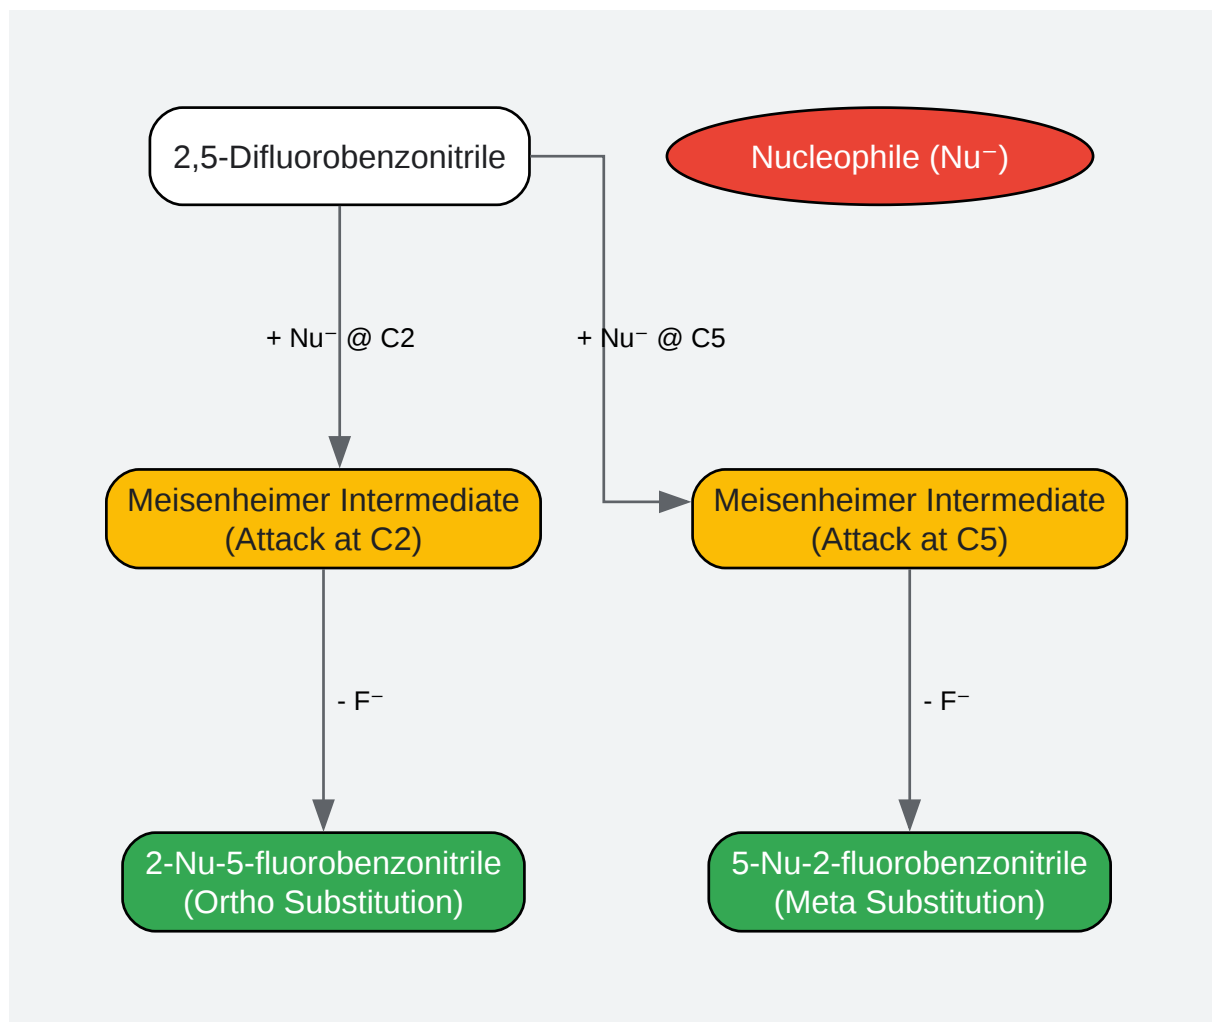 2,5-Difluorobenzonitrile
Nucleophile (Nu⁻)
+ Nu⁻ @ C2
+ Nu⁻ @ C5
Meisenheimer Intermediate
(Attack at C2)
Meisenheimer Intermediate
(Attack at C5)
- F⁻
- F⁻
2-Nu-5-fluorobenzonitrile
(Ortho Substitution)
5-Nu-2-fluorobenzonitrile
(Meta Substitution)